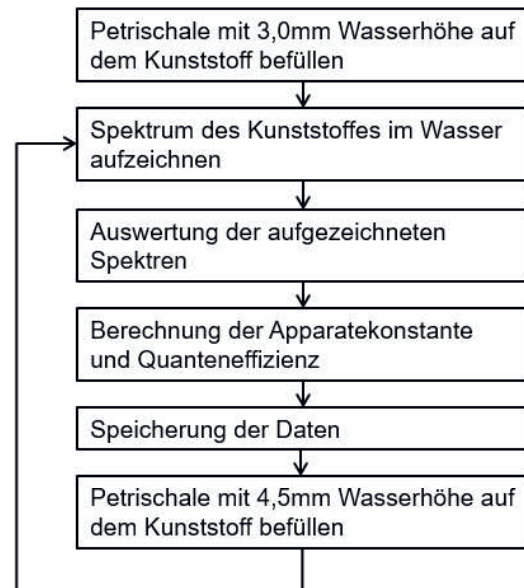 Petrischale mit 3,0mm Wasserhöhe auf
dem Kunststoff befüllen
Spektrum des Kunststoffes im Wasser
aufzeichnen
Auswertung der aufgezeichneten
Spektren
Berechnung der Apparatekonstante
und Quanteneffizienz
Speicherung der Daten
Petrischale mit 4,5mm Wasserhöhe auf
dem Kunststoff befüllen